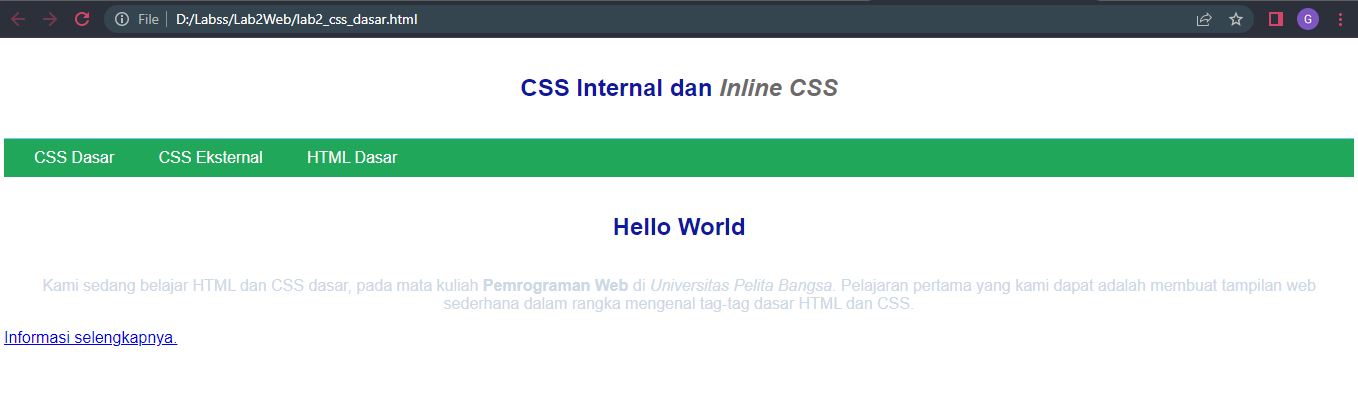 File D:/Labss/Lab2Web/lab2_css_dasar.html
G
CSS Internal dan Inline CSS
CSS Dasar CSS Eksternal HTML Dasar
Hello World
Kami sedang belajar HTML dan CSS dasar, pada mata kuliah Pemrograman Web di Universitas Pelita Bangsa. Pelajaran pertama yang kami dapat adalah membuat tampilan web
sederhana dalam rangka mengenal tag-tag dasar HTML dan CSS.
Informasi selengkapnya.